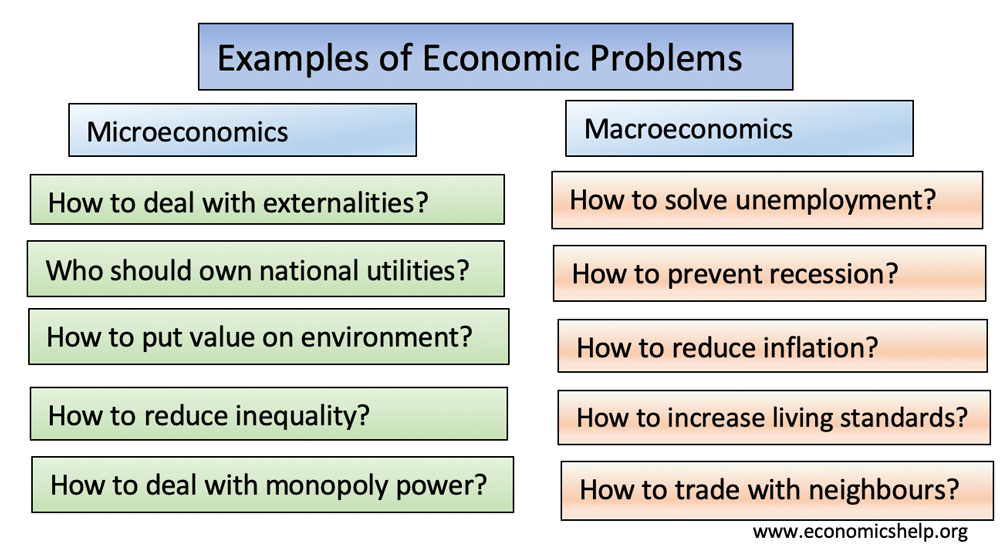 Examples of Economic Problems
Microeconomics
How to deal with externalities?
Who should own national utilities?
How to put value on environment?
How to reduce inequality?
How to deal with monopoly power?
Macroeconomics
How to solve unemployment?
How to prevent recession?
How to reduce inflation?
How to increase living standards?
How to trade with neighbours?
www.economicshelp.org